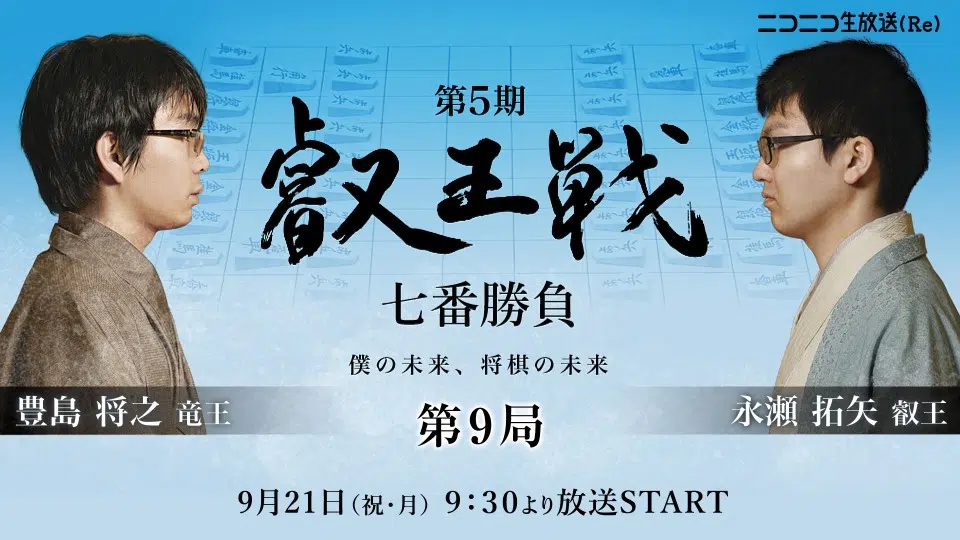 ニコニコ生放送(Re)
第5期
叡王戦
七番勝負
僕の未来、将棋の未来
豊島 将之 竜王
第9局
永瀬 拓矢 叡王
9月21日(祝・月) 9:30より放送START